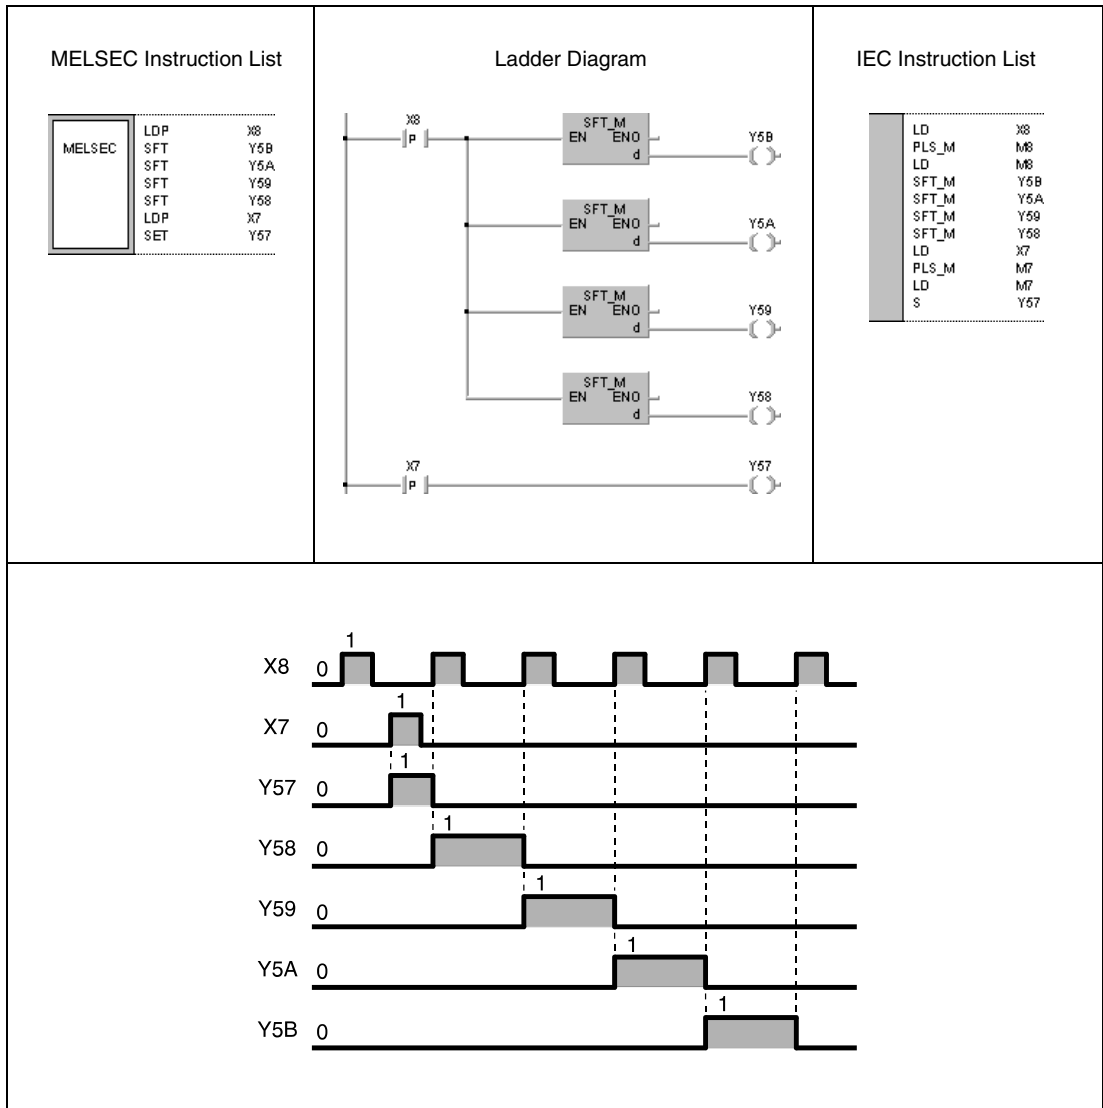 MELSEC Instruction List
MELSEC
LDP X8
SFT Y5B
SFT Y5A
SFT Y59
SFT Y58
LDP X7
SET Y57
Ladder Diagram
X8
P
SFT_M
EN ENO
d
Y5B
SFT_M
EN ENO
d
Y5A
SFT_M
EN ENO
d
Y59
SFT_M
EN ENO
d
Y58
X7
P
Y57
IEC Instruction List
LD X8
PLS_M M8
LD M8
SFT_M Y5B
SFT_M Y5A
SFT_M Y59
SFT_M Y58
LD X7
PLS_M M7
LD M7
S Y57
1
X8 0
1
X7 0
1
Y57 0
1
Y58 0
1
Y59 0
1
Y5A 0
1
Y5B 0